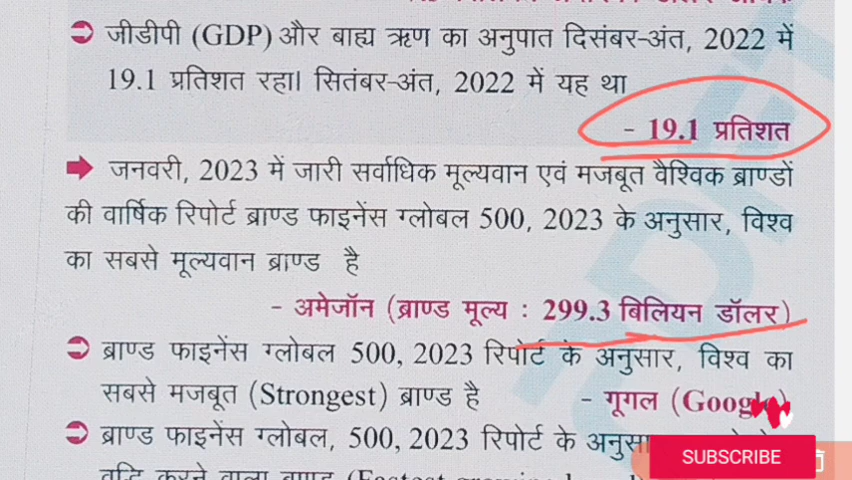 जीडीपी (GDP) और बाह्य ऋण का अनुपात दिसंबर-अंत, 2022 में
19.1 प्रतिशत रहा। सितंबर-अंत, 2022 में यह था
- 19.1 प्रतिशत
जनवरी, 2023 में जारी सर्वाधिक मूल्यवान एवं मजबूत वैश्विक ब्राण्डों
की वार्षिक रिपोर्ट ब्राण्ड फाइनेंस ग्लोबल 500, 2023 के अनुसार, विश्व
का सबसे मूल्यवान ब्राण्ड है
- अमेजॉन (ब्राण्ड मूल्य : 299.3 बिलियन डॉलर)
ब्राण्ड फाइनेंस ग्लोबल 500, 2023 रिपोर्ट के अनुसार, विश्व का
सबसे मजबूत (Strongest) ब्राण्ड है - गूगल (Google)
ब्राण्ड फाइनेंस ग्लोबल, 500, 2023 रिपोर्ट के
SUBSCRIBE